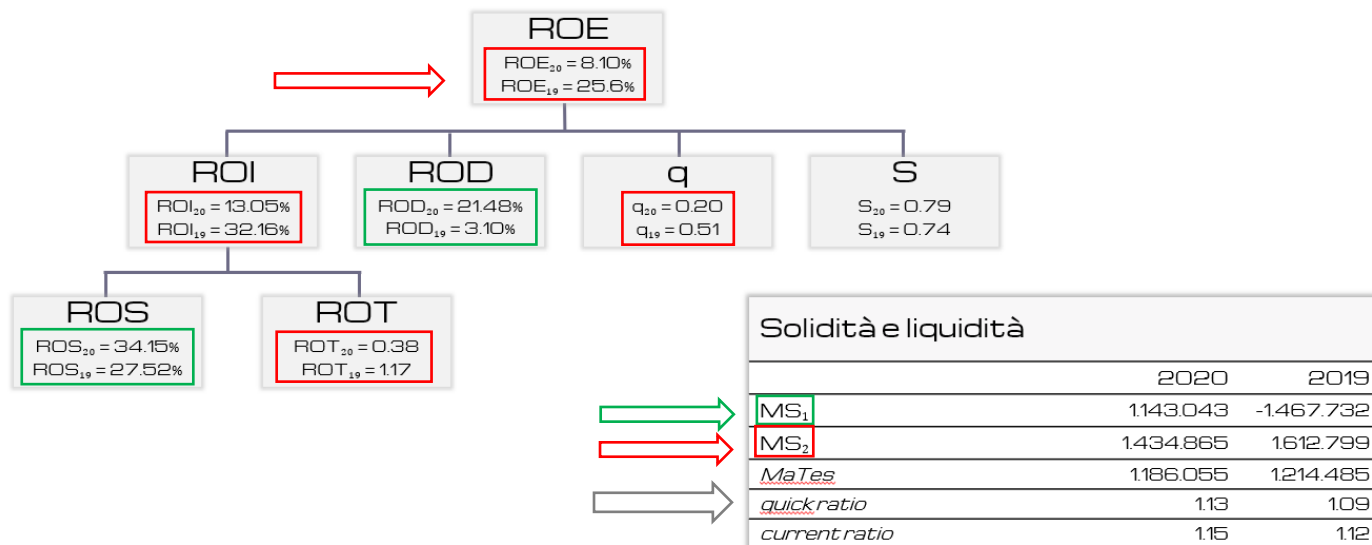 ROE
ROE₂₀ = 8.10%
ROE₁₉ = 25.6%
ROI
ROI₂₀ = 13.05%
ROI₁₉ = 32.16%
ROD
ROD₂₀ = 21.48%
ROD₁₉ = 3.10%
q
q₂₀ = 0.20
q₁₉ = 0.51
S
S₂₀ = 0.79
S₁₉ = 0.74
ROS
ROS₂₀ = 34.15%
ROS₁₉ = 27.52%
ROT
ROT₂₀ = 0.38
ROT₁₉ = 1.17
Solidità e liquidità
2020 2019
MS₁ 1.143.043 -1.467.732
MS₂ 1.434.865 1.612.799
MaTes 1.186.055 1.214.485
quick ratio 1.13 1.09
current ratio 1.15 1.12